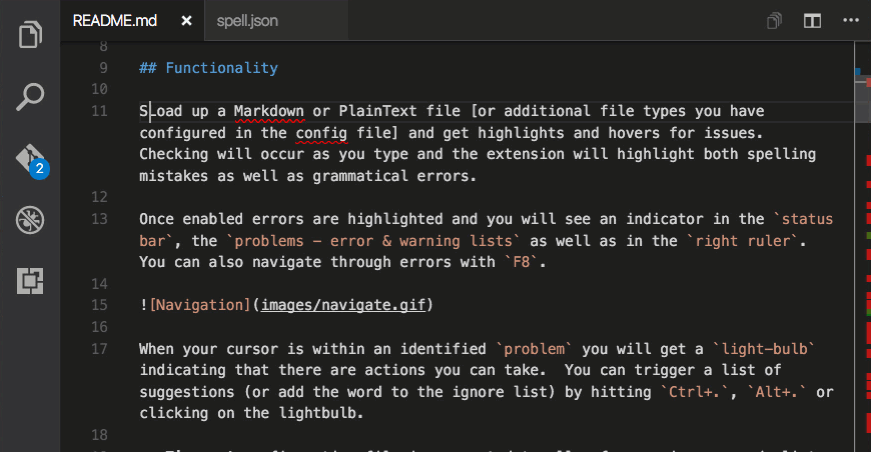 README.md × spell.json
2
8
9 ## Functionality
10
11 SLoad up a Markdown or PlainText file [or additional file types you have
configured in the config file] and get highlights and hovers for issues.
Checking will occur as you type and the extension will highlight both spelling
mistakes as well as grammatical errors.
12
13 Once enabled errors are highlighted and you will see an indicator in the `status
bar`, the `problems - error & warning lists` as well as in the `right ruler`.
You can also navigate through errors with `F8`.
14
15 ![Navigation](images/navigate.gif)
16
17 When your cursor is within an identified `problem` you will get a `light-bulb`
indicating that there are actions you can take.  You can trigger a list of
suggestions (or add the word to the ignore list) by hitting `Ctrl+.`, `Alt+.` or
clicking on the lightbulb.
18